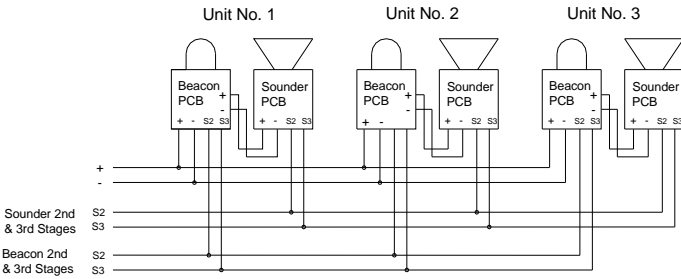 Unit No. 1
Unit No. 2
Unit No. 3
Beacon
PCB
+
-
+ - S2 S3
Sounder
PCB
+ - S2 S3
Beacon
PCB
+
-
+ - S2 S3
Sounder
PCB
+ - S2 S3
Beacon
PCB
+
-
+ - S2 S3
Sounder
PCB
+ - S2 S3
+
-
Sounder 2nd
& 3rd Stages
S2
S3
Beacon 2nd
& 3rd Stages
S2
S3